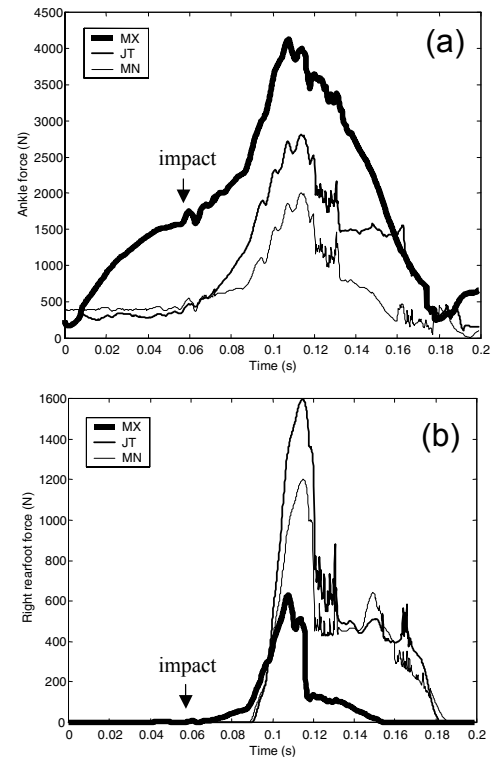 (a)
MX
JT
MN
impact
Ankle force (N)
4500
4000
3500
3000
2500
2000
1500
1000
500
0
0 0.02 0.04 0.06 0.08 0.1 0.12 0.14 0.16 0.18 0.2
Time (s)
(b)
MX
JT
MN
impact
Right rearfoot force (N)
1600
1400
1200
1000
800
600
400
200
0
0 0.02 0.04 0.06 0.08 0.1 0.12 0.14 0.16 0.18 0.2
Time (s)